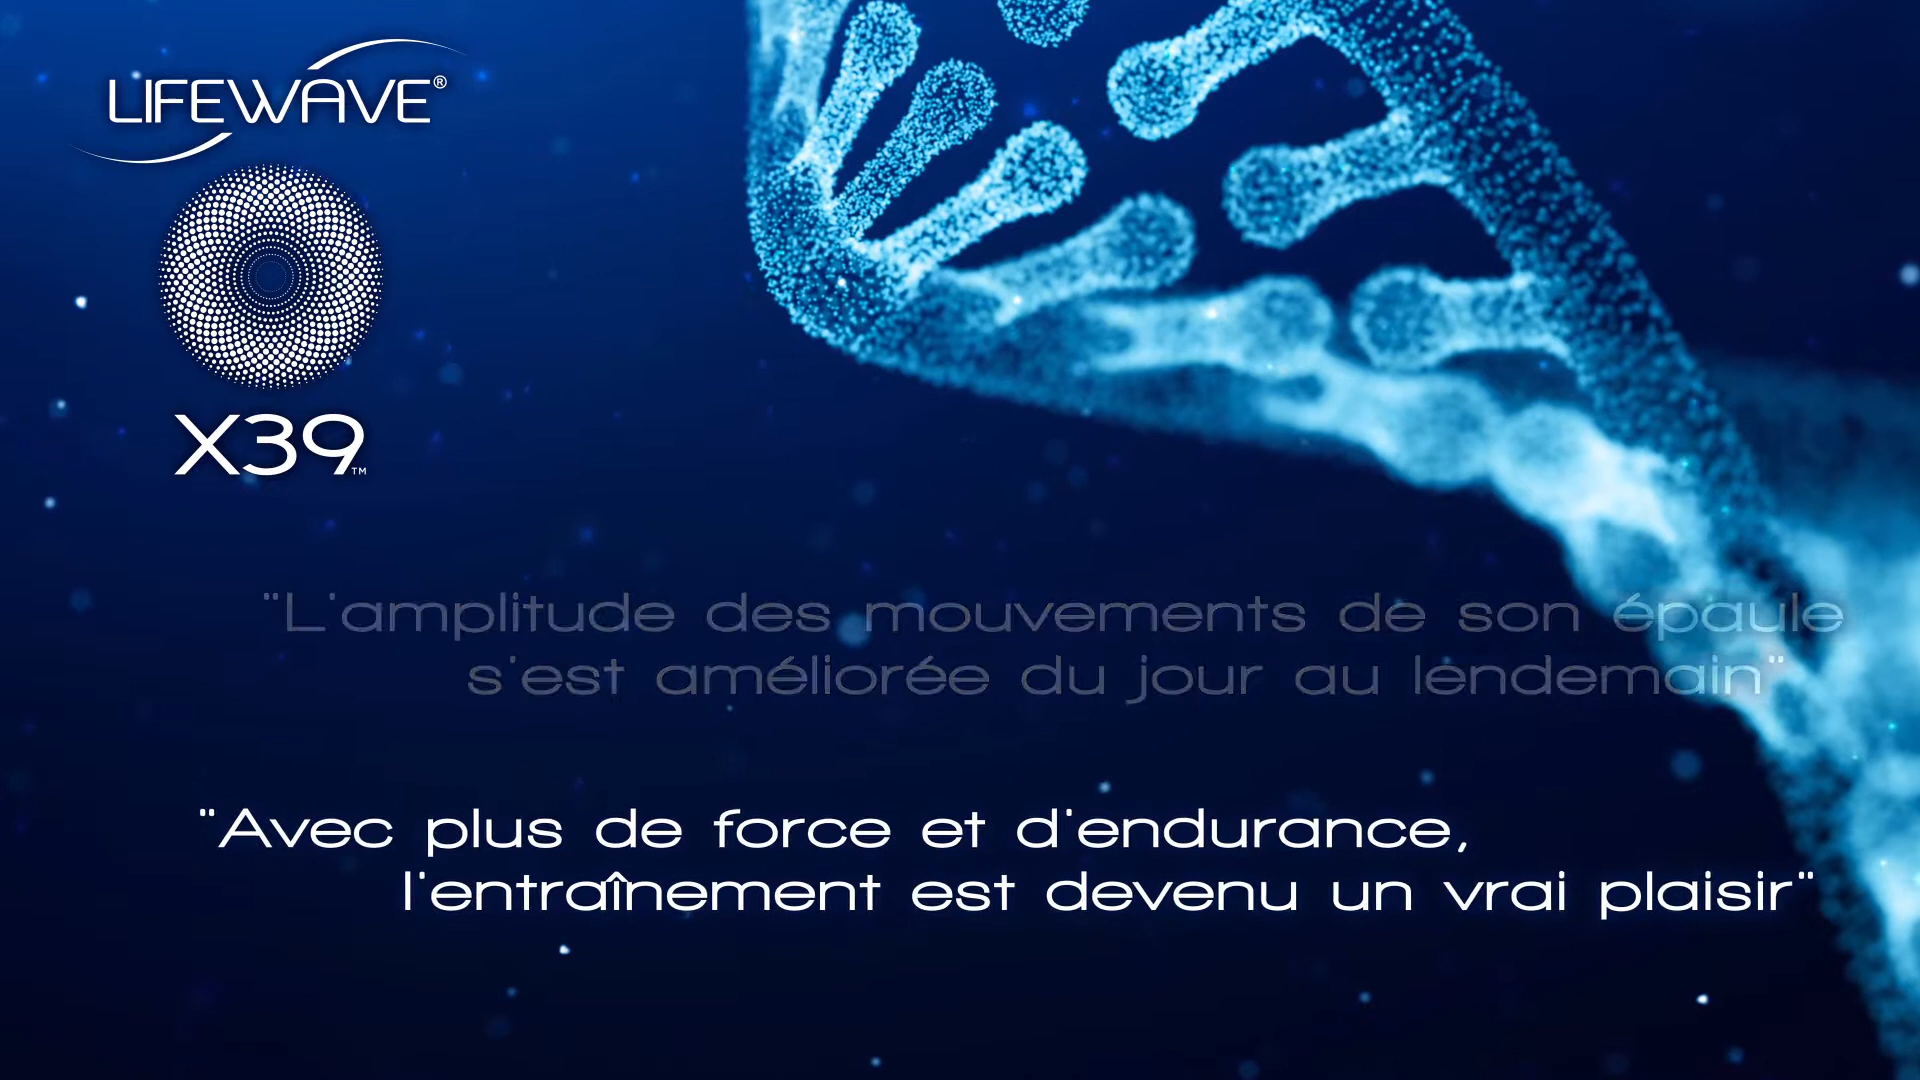 LIFEWAVE®
X39™
"L'amplitude des mouvements de son épaule
s'est améliorée du jour au lendemain"
"Avec plus de force et d'endurance,
l'entraînement est devenu un vrai plaisir"